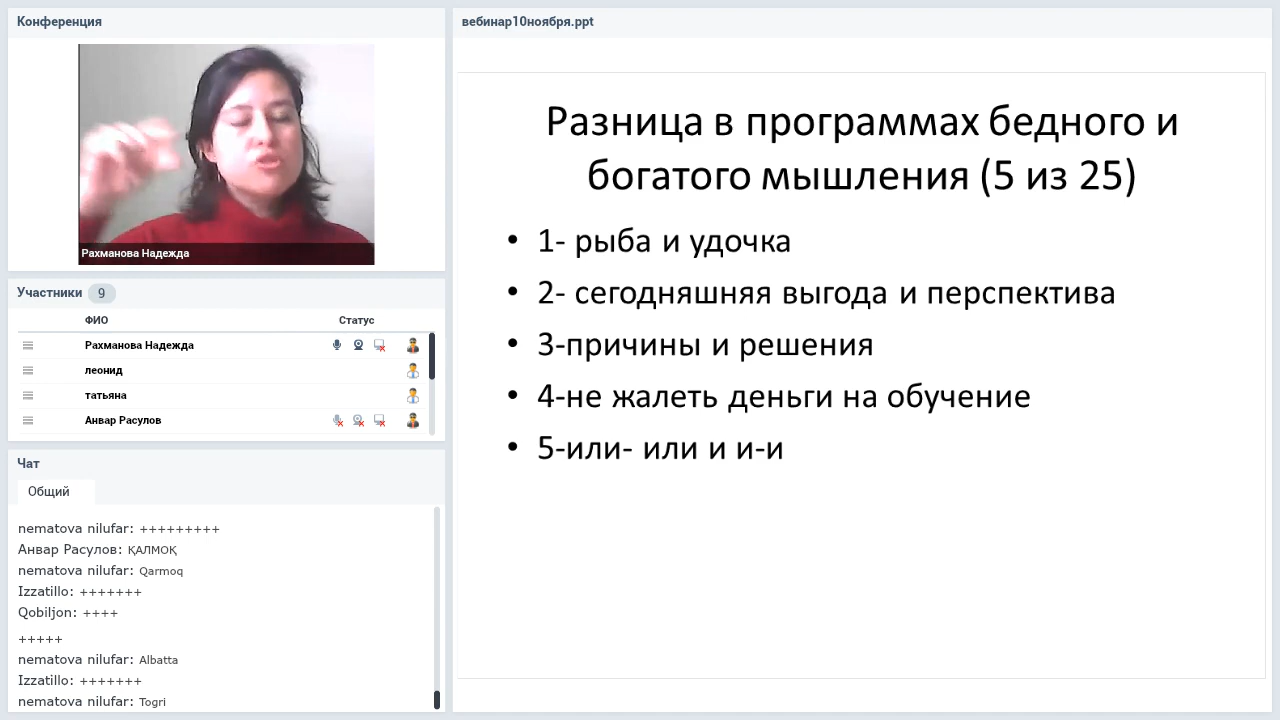 Конференция
Рахманова Надежда
Участники 9
ФИО Статус
Рахманова Надежда
леонид
татьяна
Анвар Расулов
Чат
Общий
nematova nilufar: +++++++++
Анвар Расулов: ҚАЛМОҚ
nematova nilufar: Qarmoq
Izzatillo: +++++++
Qobiljon: ++++
+++++
nematova nilufar: Albatta
Izzatillo: +++++++
nematova nilufar: Togri
вебинар10ноября.ppt
Разница в программах бедного и
богатого мышления (5 из 25)
• 1- рыба и удочка
• 2- сегодняшняя выгода и перспектива
• 3-причины и решения
• 4-не жалеть деньги на обучение
• 5-или- или и и-и